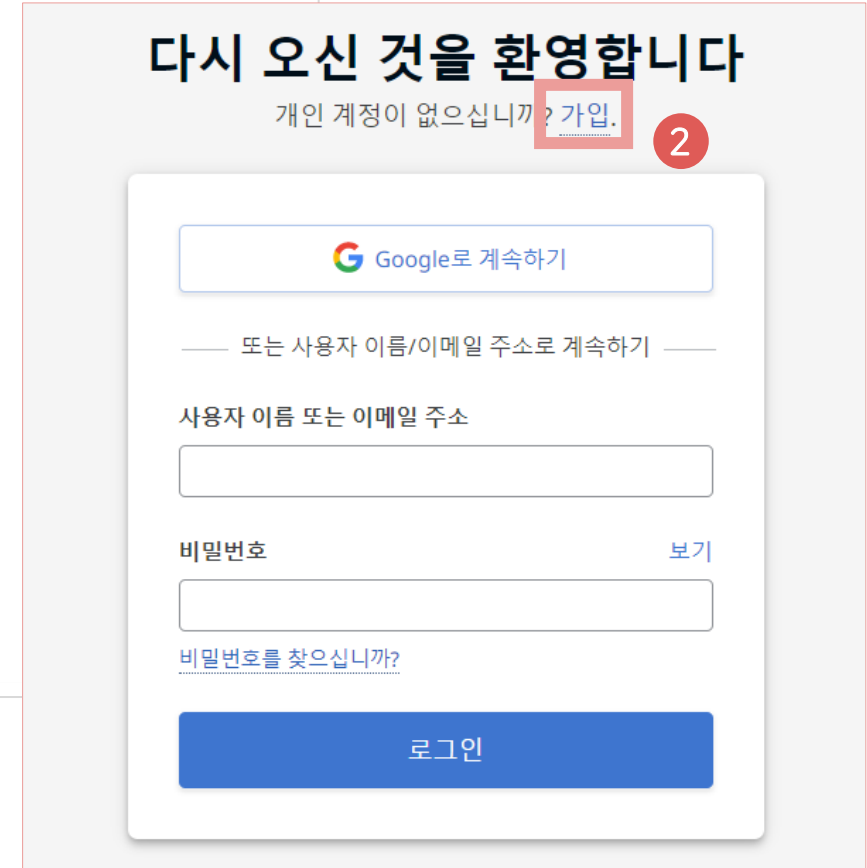 다시 오신 것을 환영합니다
개인 계정이 없으십니까? 가입.
2
Google로 계속하기
또는 사용자 이름/이메일 주소로 계속하기
사용자 이름 또는 이메일 주소
비밀번호 보기
비밀번호를 찾으십니까?
로그인